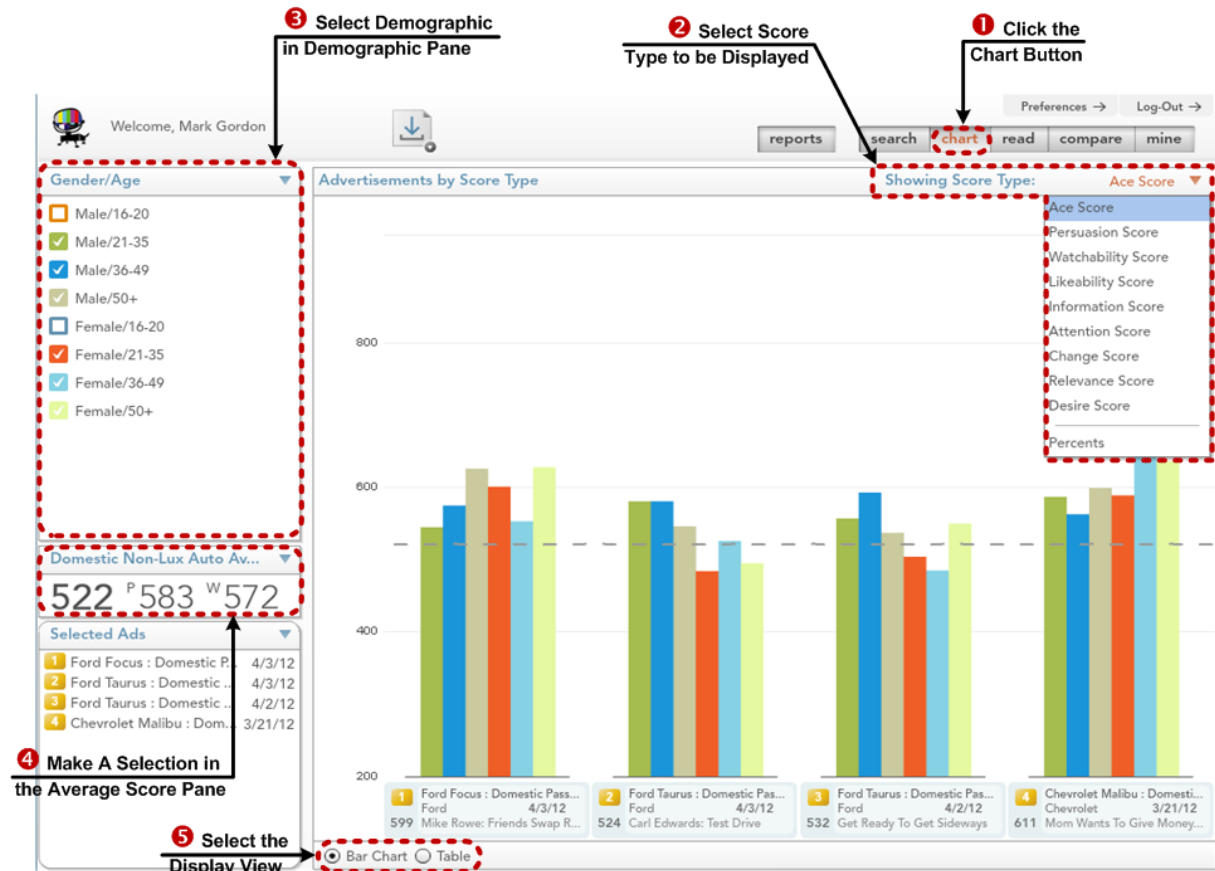 3 Select Demographic
in Demographic Pane
2 Select Score
Type to be Displayed
1 Click the
Chart Button
Preferences → Log-Out →
Welcome, Mark Gordon
reports search chart read compare mine
Gender/Age
Male/16-20
Male/21-35
Male/36-49
Male/50+
Female/16-20
Female/21-35
Female/36-49
Female/50+
Advertisements by Score Type
Showing Score Type: Ace Score
Ace Score
Persuasion Score
Watchability Score
Likeability Score
Information Score
Attention Score
Change Score
Relevance Score
Desire Score
Percents
800
600
400
200
Domestic Non-Lux Auto Av...
522 P583 W572
Selected Ads
1 Ford Focus : Domestic P... 4/3/12
2 Ford Taurus : Domestic ... 4/3/12
3 Ford Taurus : Domestic ... 4/2/12
4 Chevrolet Malibu : Dom... 3/21/12
4 Make A Selection in
the Average Score Pane
1 Ford Focus : Domestic Pass...
Ford 4/3/12
599 Mike Rowe: Friends Swap R...
2 Ford Taurus : Domestic Pas...
Ford 4/3/12
524 Carl Edwards: Test Drive
3 Ford Taurus : Domestic Pas...
Ford 4/2/12
532 Get Ready To Get Sideways
4 Chevrolet Malibu : Domesti...
Chevrolet 3/21/12
611 Mom Wants To Give Money...
5 Select the
Display View
Bar Chart Table